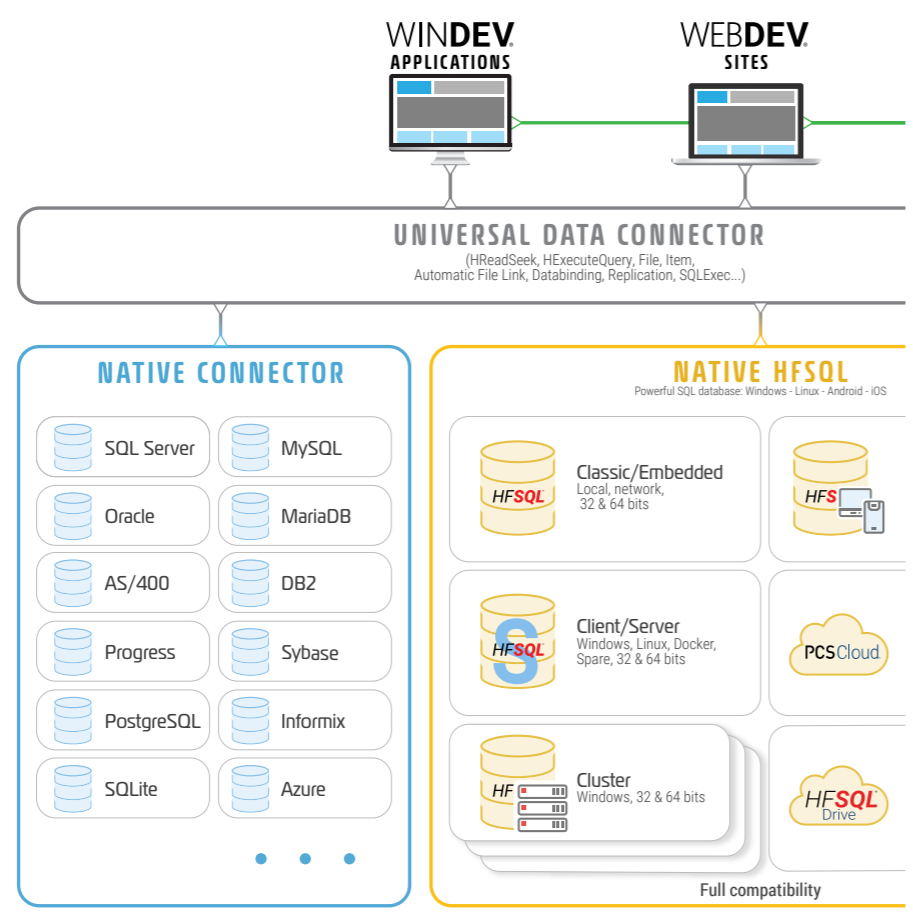 WINDEV
APPLICATIONS
WEBDEV
SITES
UNIVERSAL DATA CONNECTOR
(HReadSeek, HExecuteQuery, File, Item,
Automatic File Link, Databinding, Replication, SQLExec...)
NATIVE CONNECTOR
SQL Server
MySQL
Oracle
MariaDB
AS/400
DB2
Progress
Sybase
PostgreSQL
Informix
SQLite
Azure
NATIVE HFSQL
Powerful SQL database: Windows - Linux - Android - iOS
HFSQL
Classic/Embedded
Local, network,
32 & 64 bits
HFS
S
HFSQL
Client/Server
Windows, Linux, Docker,
Spare, 32 & 64 bits
PCSCloud
HF
Cluster
Windows, 32 & 64 bits
HFSQL
Drive
Full compatibility